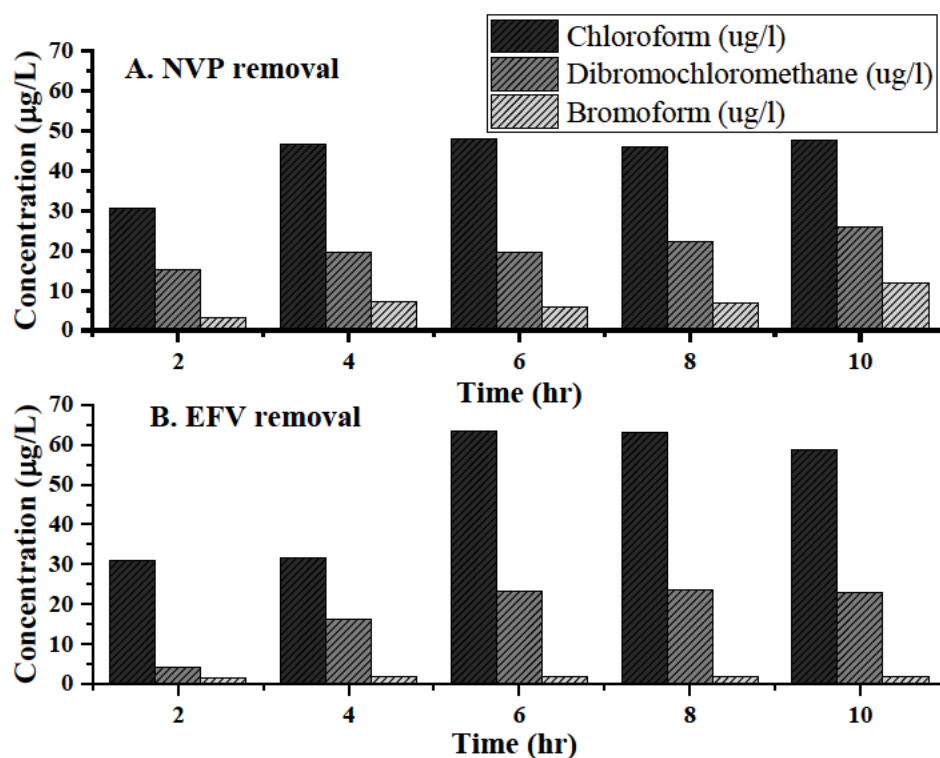 Chloroform (ug/l)
Dibromochloromethane (ug/l)
Bromoform (ug/l)
A. NVP removal
Concentration (µg/L)
70
60
50
40
30
20
10
0
2 4 6 8 10
Time (hr)
B. EFV removal
Concentration (µg/L)
70
60
50
40
30
20
10
0
2 4 6 8 10
Time (hr)